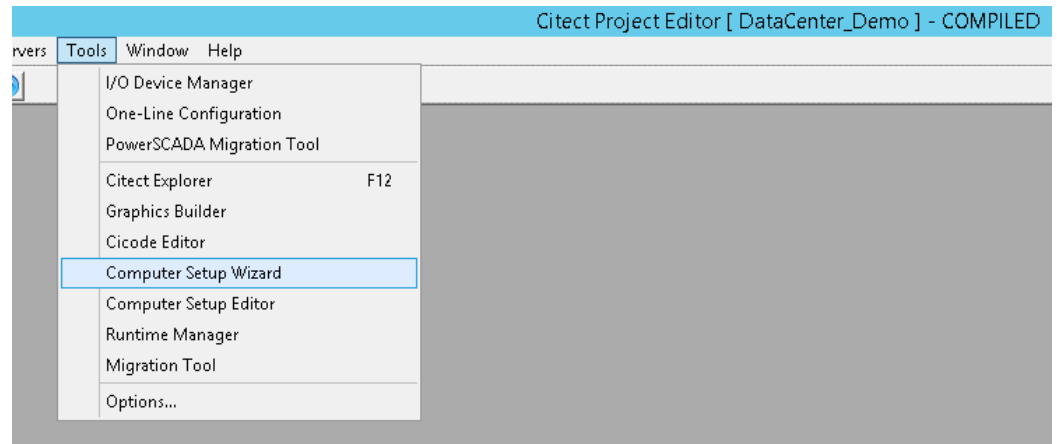 Citect Project Editor [ DataCenter_Demo ] - COMPILED
rvers Tools Window Help
I/O Device Manager
One-Line Configuration
PowerSCADA Migration Tool
Citect Explorer F12
Graphics Builder
Cicode Editor
Computer Setup Wizard
Computer Setup Editor
Runtime Manager
Migration Tool
Options...